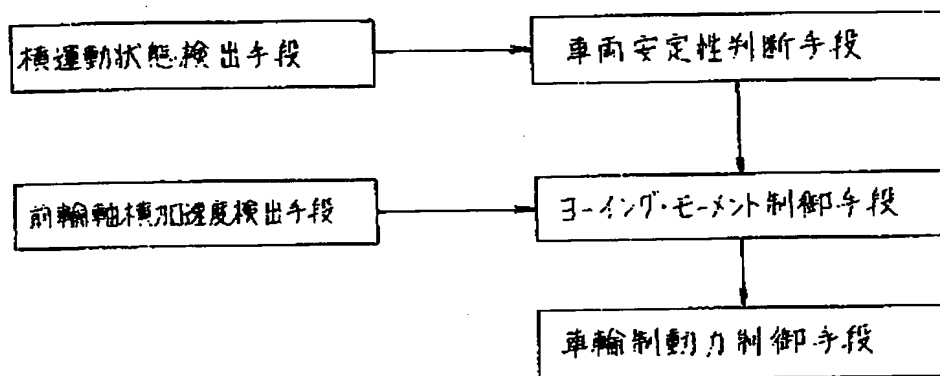 横運動状態検出手段
車両安定性判断手段
前輪軸横加速度検出手段
ヨーイング・モーメント制御手段
車輪制動力制御手段